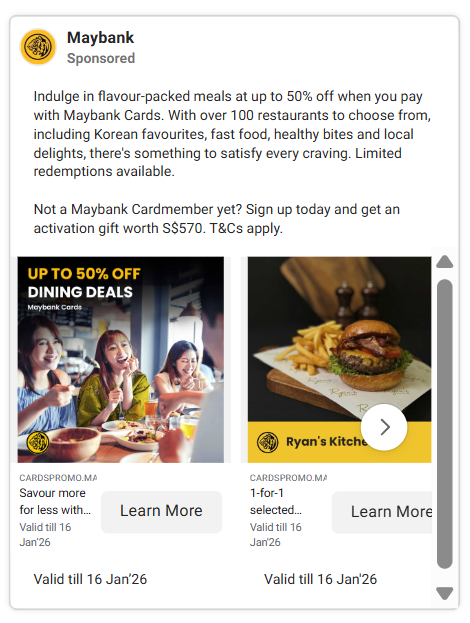 Maybank
Sponsored
Indulge in flavour-packed meals at up to 50% off when you pay
with Maybank Cards. With over 100 restaurants to choose from,
including Korean favourites, fast food, healthy bites and local
delights, there's something to satisfy every craving. Limited
redemptions available.
Not a Maybank Cardmember yet? Sign up today and get an
activation gift worth S$570. T&Cs apply.
UP TO 50% OFF
DINING DEALS
Maybank Cards
CARDSPROMO.MA
Savour more
for less with...
Valid till 16
Jan'26
Learn More
Valid till 16 Jan’26
Ryan's Kitche
CARDSPROMO.MA
1-for-1
selected...
Valid till 16
Jan'26
Learn More
Valid till 16 Jan'26